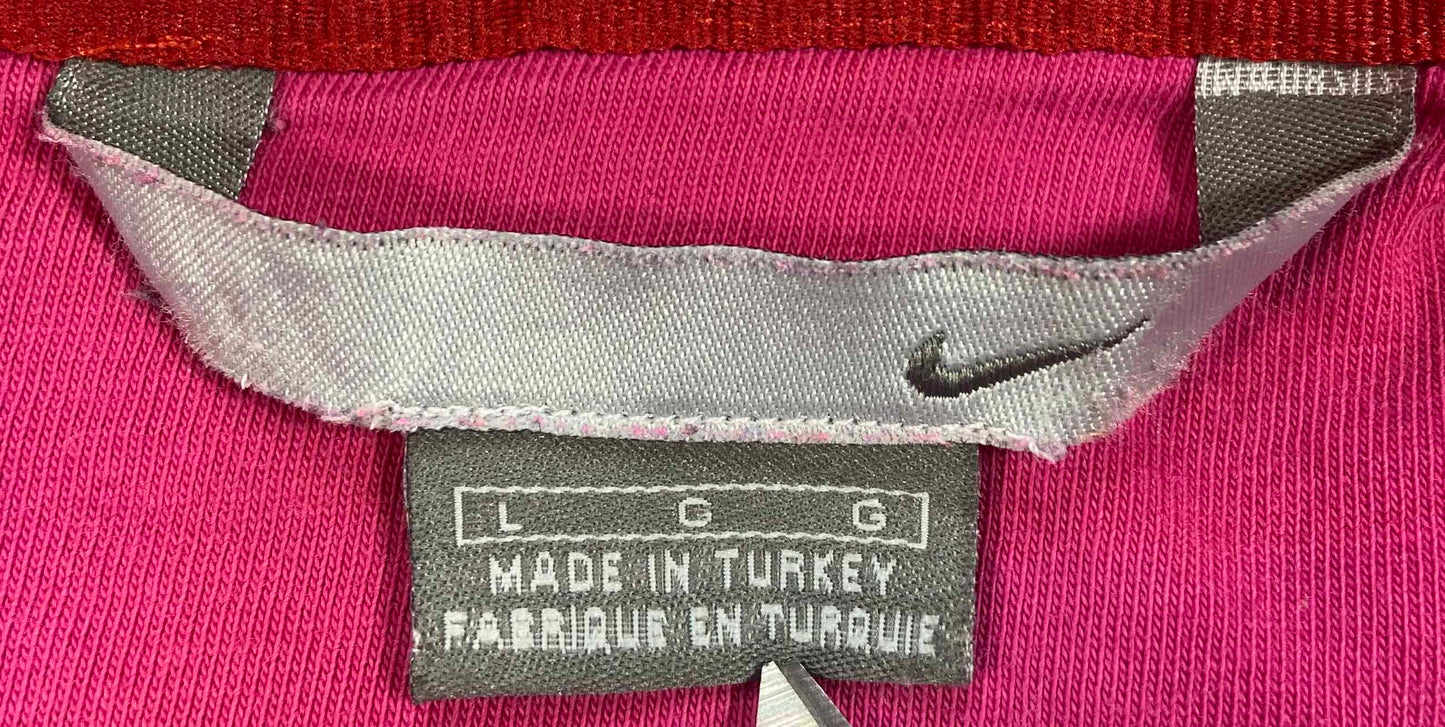 L G G
MADE IN TURKEY
FABRIQUE EN TURQUIE